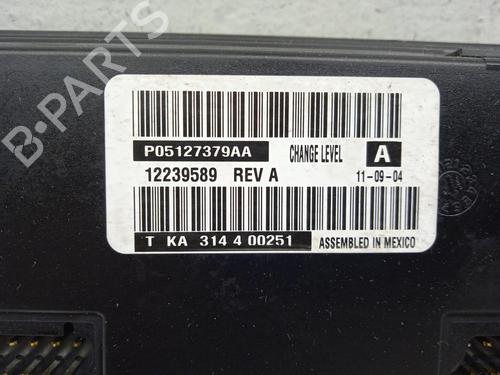 B-PARTS
P05127379AA CHANGE LEVEL A
12239589 REV A 11-09-04
T KA 314 4 00251 ASSEMBLED IN MEXICO